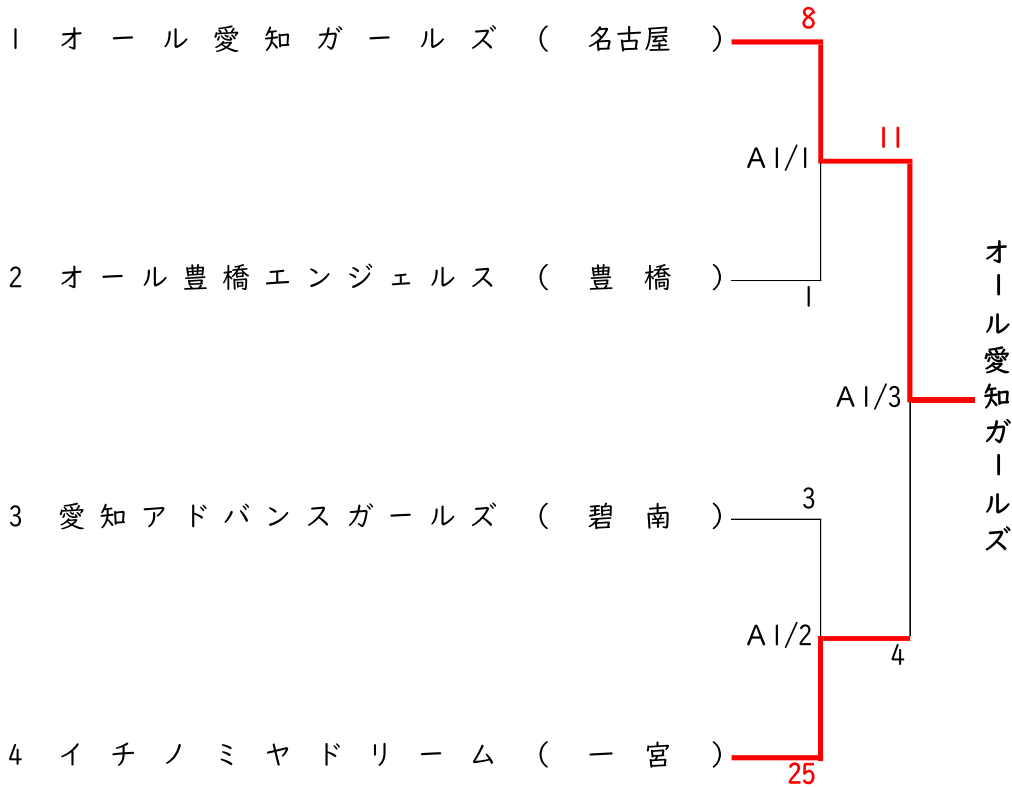 8
1 オール愛知ガールズ ( 名古屋 )
11
A1/1
2 オール豊橋エンジェルス ( 豊橋 )
1
オール愛知ガールズ
A1/3
3
3 愛知アドバンスガールズ ( 碧南 )
A1/2
4
4 イチノミヤドリーム ( 一宮 )
25